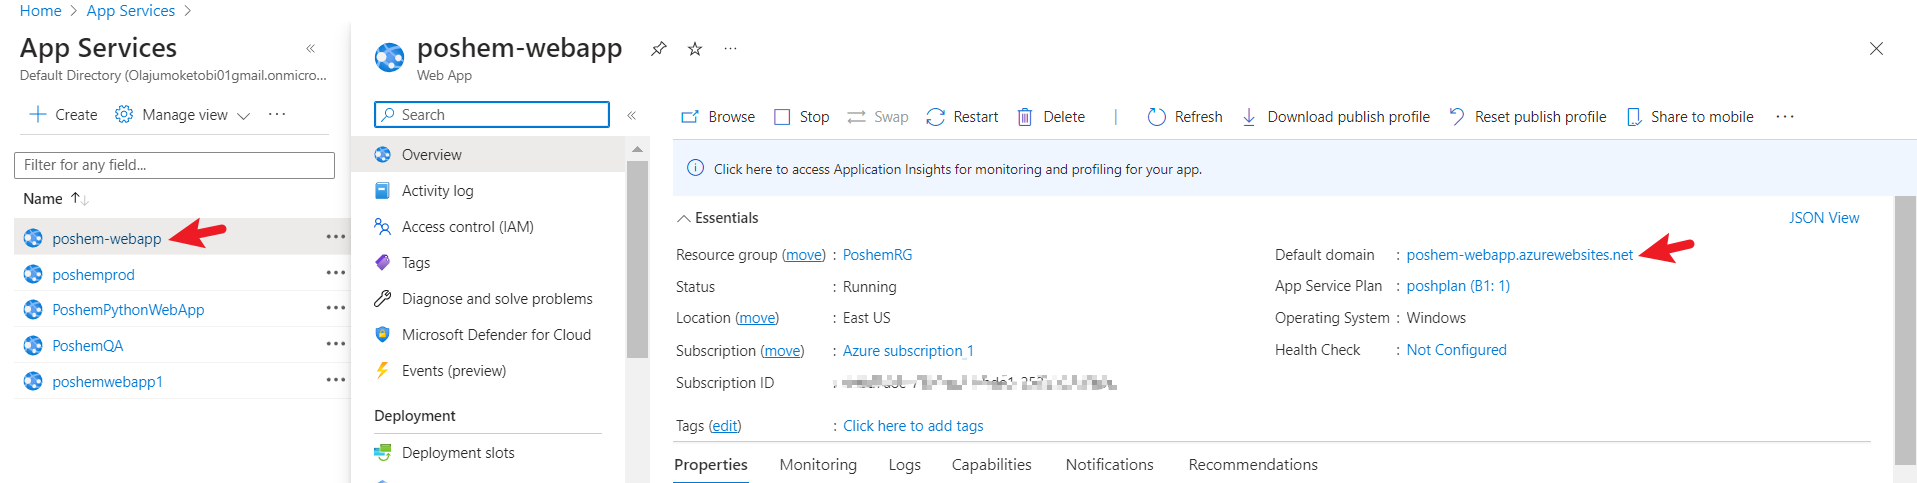 Home > App Services >
App Services «
Default Directory (Olajumoketobi01gmail.onmicro...
+ Create Manage view ...
Filter for any field...
Name ↑↓
poshem-webapp ...
poshemprod ...
PoshemPythonWebApp ...
PoshemQA ...
poshemwebapp1 ...
poshem-webapp ...
Web App
Search «
Overview
Activity log
Access control (IAM)
Tags
Diagnose and solve problems
Microsoft Defender for Cloud
Events (preview)
Deployment
Deployment slots
Browse Stop Swap Restart Delete | Refresh Download publish profile Reset publish profile Share to mobile ...
Click here to access Application Insights for monitoring and profiling for your app.
Essentials JSON View
Resource group (move) : PoshemRG
Status : Running
Location (move) : East US
Subscription (move) : Azure subscription 1
Subscription ID :
Tags (edit) : Click here to add tags
Default domain : poshem-webapp.azurewebsites.net
App Service Plan : poshplan (B1: 1)
Operating System : Windows
Health Check : Not Configured
Properties Monitoring Logs Capabilities Notifications Recommendations